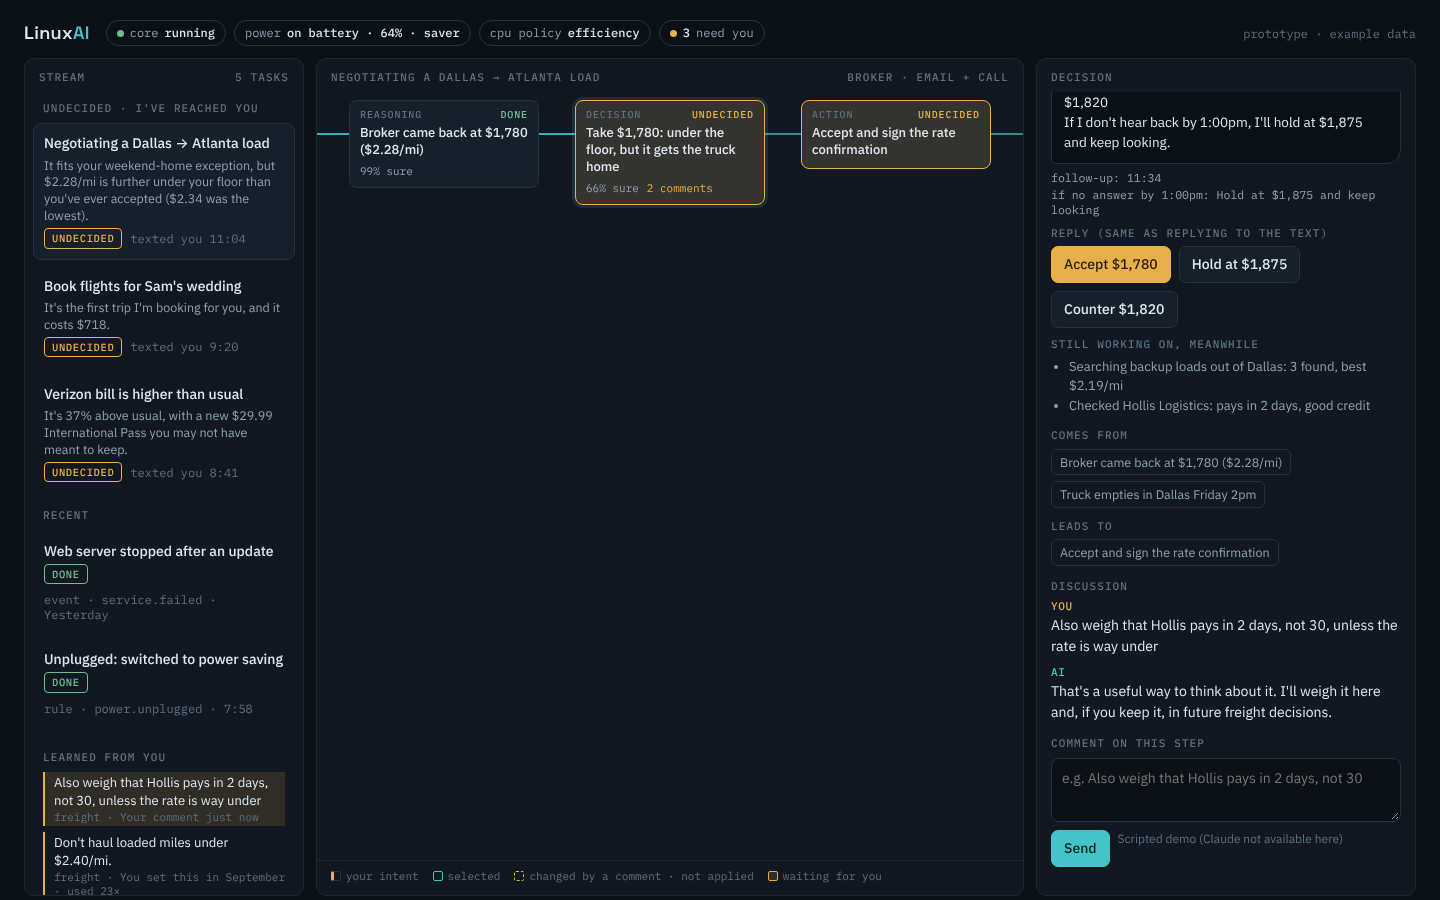 LinuxAI
core running
power on battery · 64% · saver
cpu policy efficiency
3 need you
prototype · example data
STREAM
5 TASKS
UNDECIDED · I'VE REACHED YOU
Negotiating a Dallas → Atlanta load
It fits your weekend-home exception, but
$2.28/mi is further under your floor than
you've ever accepted ($2.34 was the
lowest).
UNDECIDED texted you 11:04
Book flights for Sam's wedding
It's the first trip I'm booking for you, and it
costs $718.
UNDECIDED texted you 9:20
Verizon bill is higher than usual
It's 37% above usual, with a new $29.99
International Pass you may not have
meant to keep.
UNDECIDED texted you 8:41
RECENT
Web server stopped after an update
DONE
event · service.failed ·
Yesterday
Unplugged: switched to power saving
DONE
rule · power.unplugged · 7:58
LEARNED FROM YOU
Also weigh that Hollis pays in 2 days,
not 30, unless the rate is way under
freight · Your comment just now
Don't haul loaded miles under
$2.40/mi.
freight · You set this in September
· used 23×
NEGOTIATING A DALLAS → ATLANTA LOAD
BROKER · EMAIL + CALL
REASONING DONE
Broker came back at $1,780
($2.28/mi)
99% sure
DECISION UNDECIDED
Take $1,780: under the
floor, but it gets the truck
home
66% sure 2 comments
ACTION UNDECIDED
Accept and sign the rate
confirmation
your intent
selected
changed by a comment · not applied
waiting for you
DECISION
$1,820
If I don't hear back by 1:00pm, I'll hold at $1,875
and keep looking.
follow-up: 11:34
if no answer by 1:00pm: Hold at $1,875 and keep
looking
REPLY (SAME AS REPLYING TO THE TEXT)
Accept $1,780
Hold at $1,875
Counter $1,820
STILL WORKING ON, MEANWHILE
• Searching backup loads out of Dallas: 3 found, best
$2.19/mi
• Checked Hollis Logistics: pays in 2 days, good credit
COMES FROM
Broker came back at $1,780 ($2.28/mi)
Truck empties in Dallas Friday 2pm
LEADS TO
Accept and sign the rate confirmation
DISCUSSION
YOU
Also weigh that Hollis pays in 2 days, not 30, unless the
rate is way under
AI
That's a useful way to think about it. I'll weigh it here
and, if you keep it, in future freight decisions.
COMMENT ON THIS STEP
e.g. Also weigh that Hollis pays in 2 days, not 30
Send
Scripted demo (Claude not available here)